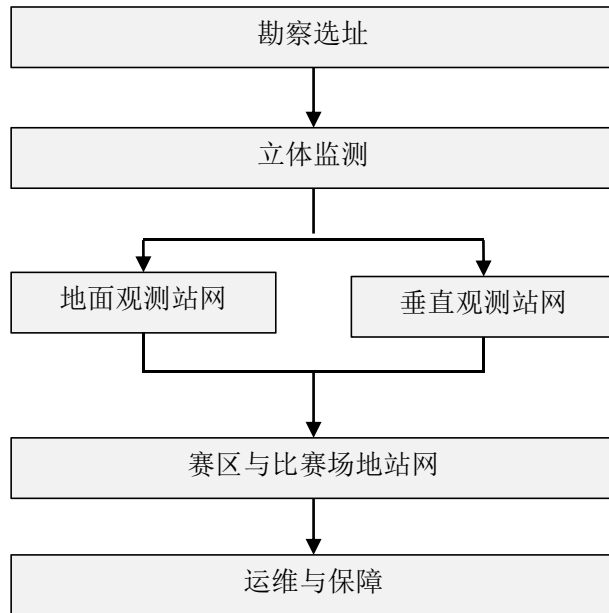 勘察选址
立体监测
地面观测站网
垂直观测站网
赛区与比赛场地站网
运维与保障